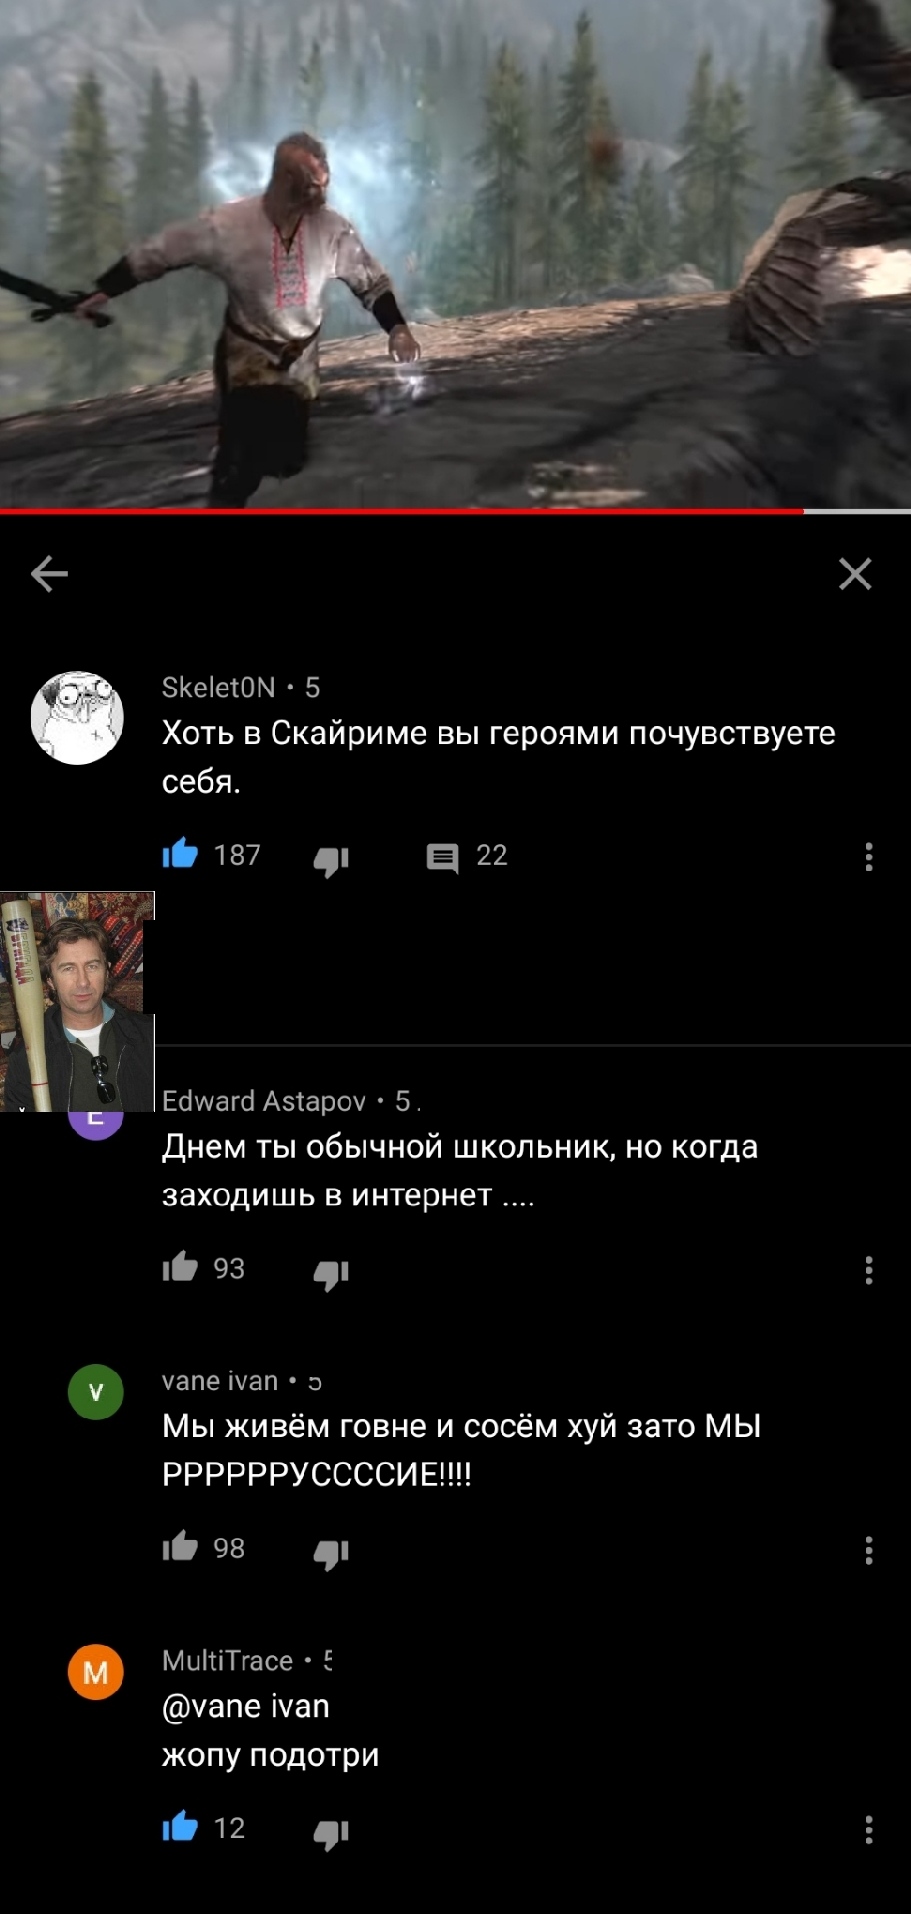 Skelet0N • 5
Хоть в Скайриме вы героями почувствуете
себя.
187
22
E
Edward Astapov • 5.
Днем ты обычной школьник, но когда
заходишь в интернет ....
93
V
vane ivan • 5
Мы живём говне и сосём хуй зато МЫ
РРРРРРРУССССИЕ!!!!
98
M
MultiTrace • 5
@vane ivan
жопу подотри
12